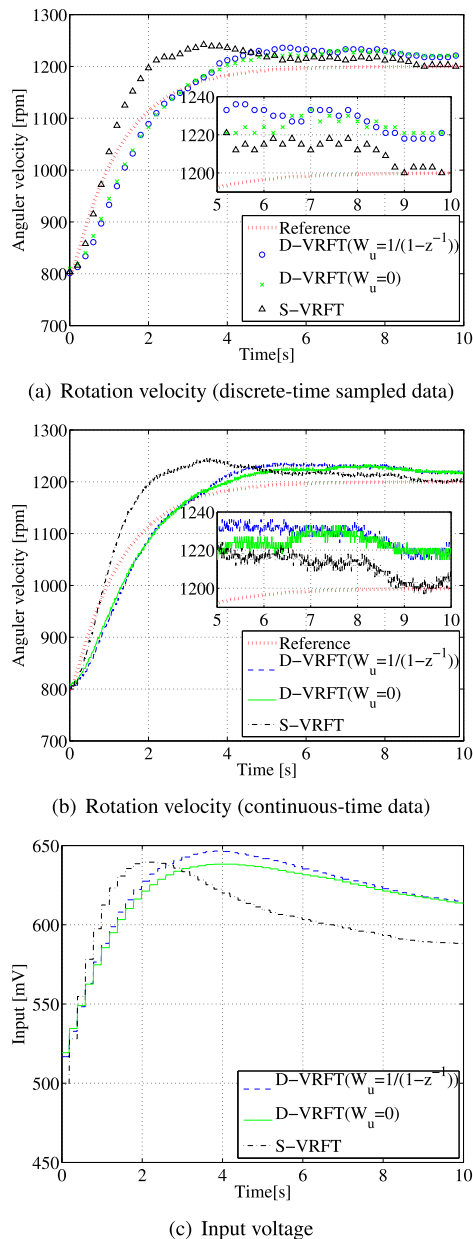 1300
1200
1100
1000
900
800
700
Anguler velocity [rpm]
1240
1220
1200
5 6 7 8 9 10
Reference
D−VRFT(W_u=1/(1−z^{−1}))
D−VRFT(W_u=0)
S−VRFT
0 2 4 6 8 10
Time[s]
(a) Rotation velocity (discrete-time sampled data)
1300
1200
1100
1000
900
800
700
Anguler velocity [rpm]
1240
1220
1200
5 6 7 8 9 10
Reference
D−VRFT(W_u=1/(1−z^{−1}))
D−VRFT(W_u=0)
S−VRFT
0 2 4 6 8 10
Time [s]
(b) Rotation velocity (continuous-time data)
650
600
550
500
450
Input [mV]
D−VRFT(W_u=1/(1−z^{−1}))
D−VRFT(W_u=0)
S−VRFT
0 2 4 6 8 10
Time[s]
(c) Input voltage